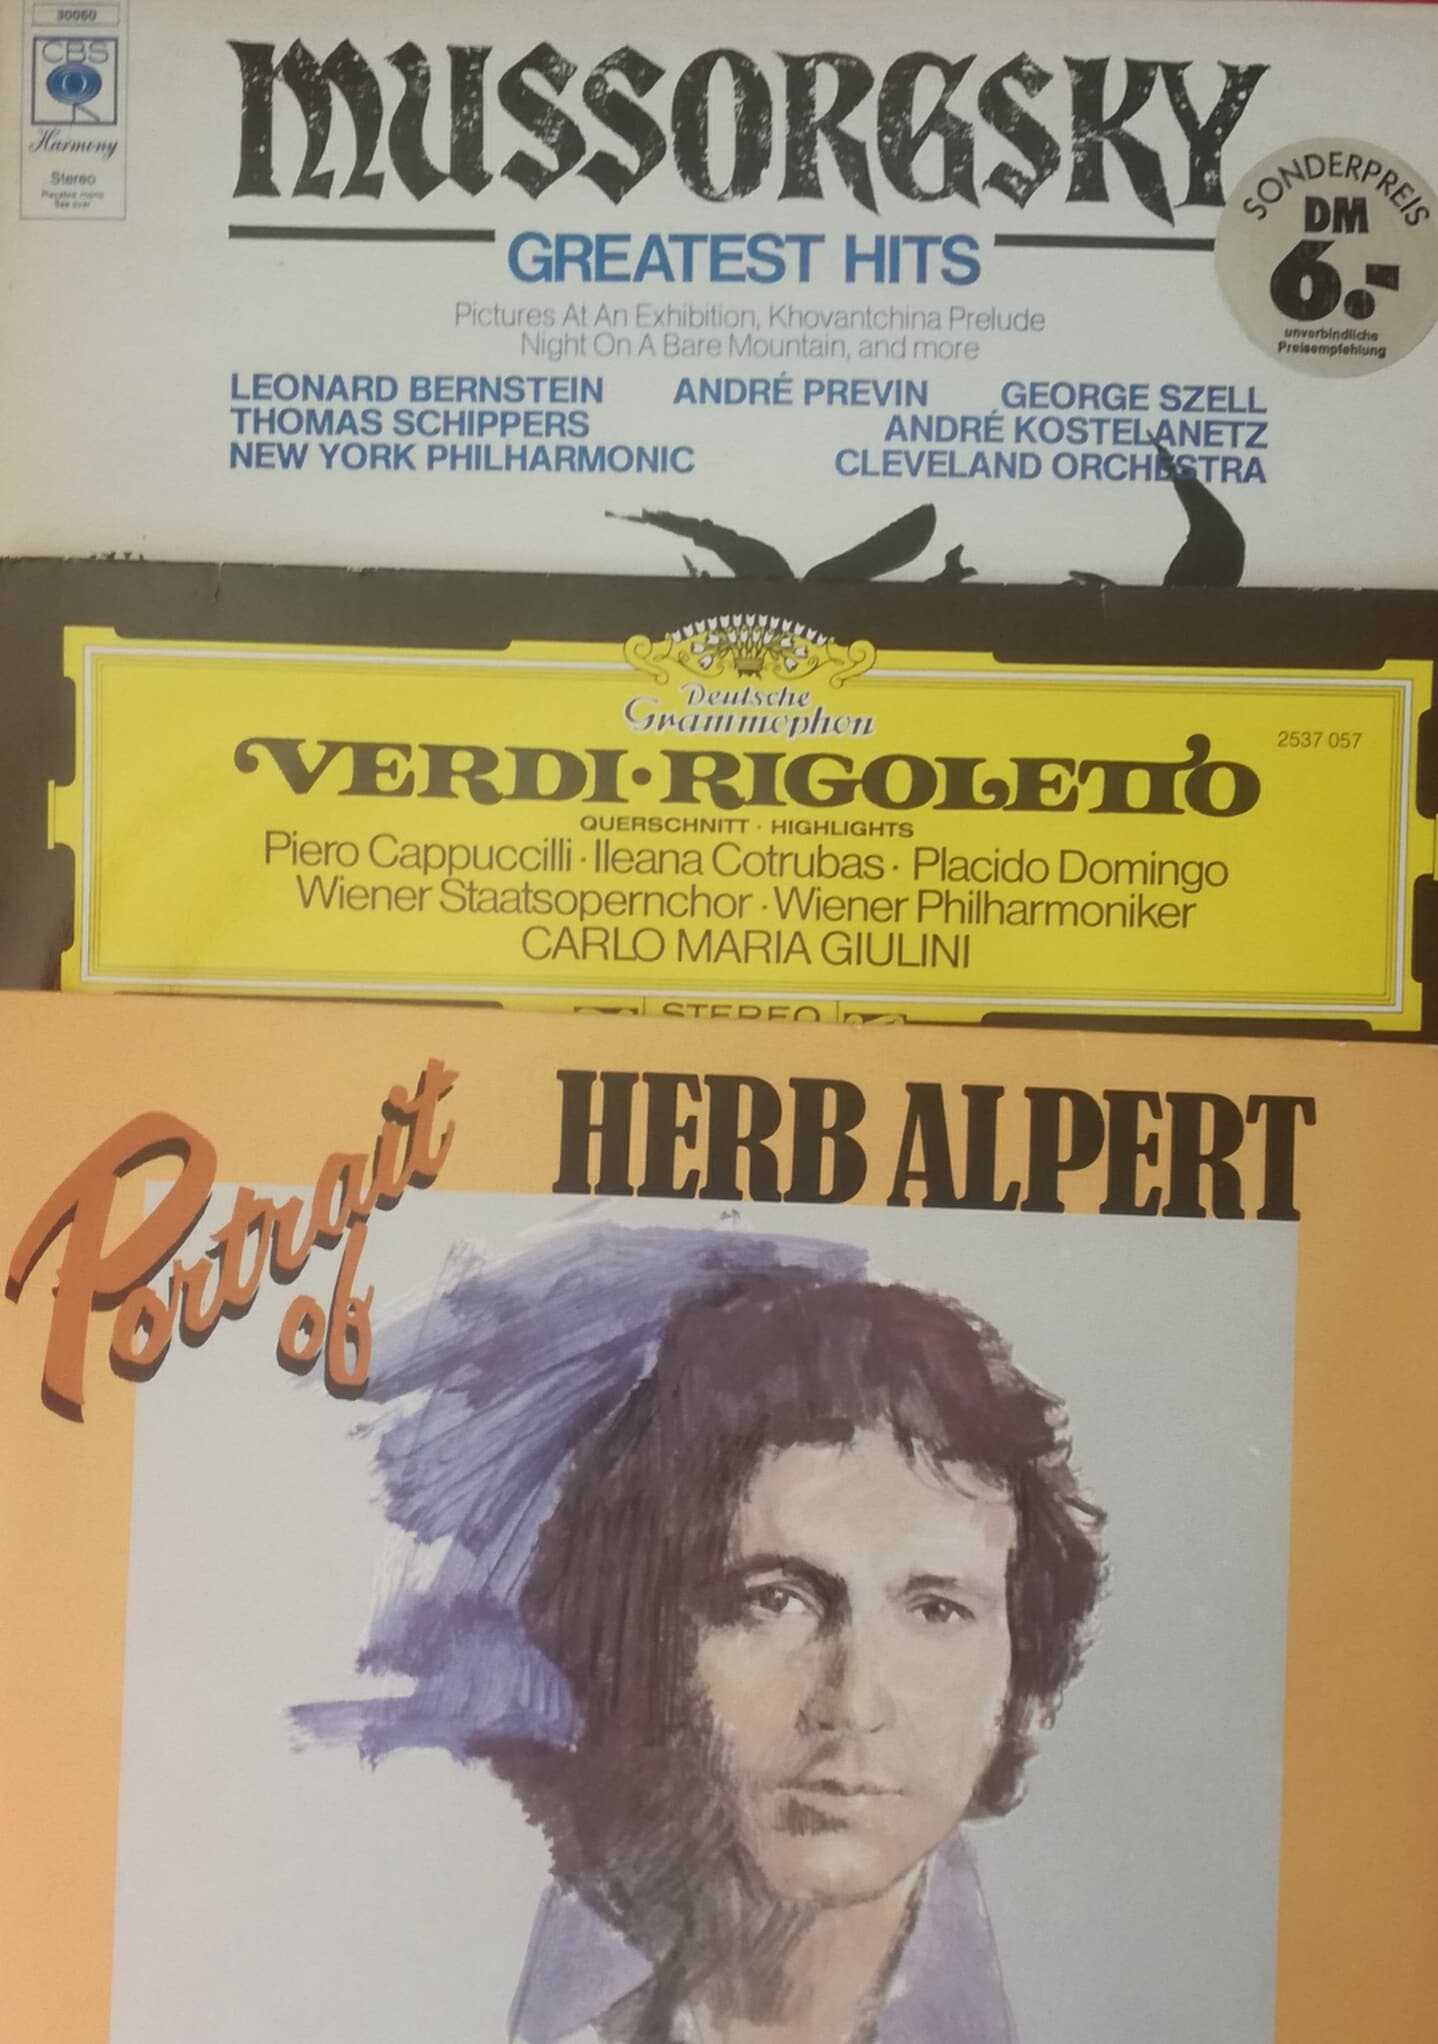 30060
CBS
Harmony
Stereo
MUSSORGSKY
GREATEST HITS
Pictures At An Exhibition, Khovantchina Prelude
Night On A Bare Mountain, and more
LEONARD BERNSTEIN ANDRÉ PREVIN GEORGE SZELL
THOMAS SCHIPPERS ANDRÉ KOSTELANETZ
NEW YORK PHILHARMONIC CLEVELAND ORCHESTRA
SONDERPREIS
DM
6.-
unverbindliche
Preisempfehlung
Deutsche
Grammophon
VERDI·RIGOLETTO
2537 057
QUERSCHNITT · HIGHLIGHTS
Piero Cappuccilli · Ileana Cotrubas · Placido Domingo
Wiener Staatsopernchor · Wiener Philharmoniker
CARLO MARIA GIULINI
STEREO
Portrait
of
HERB ALPERT